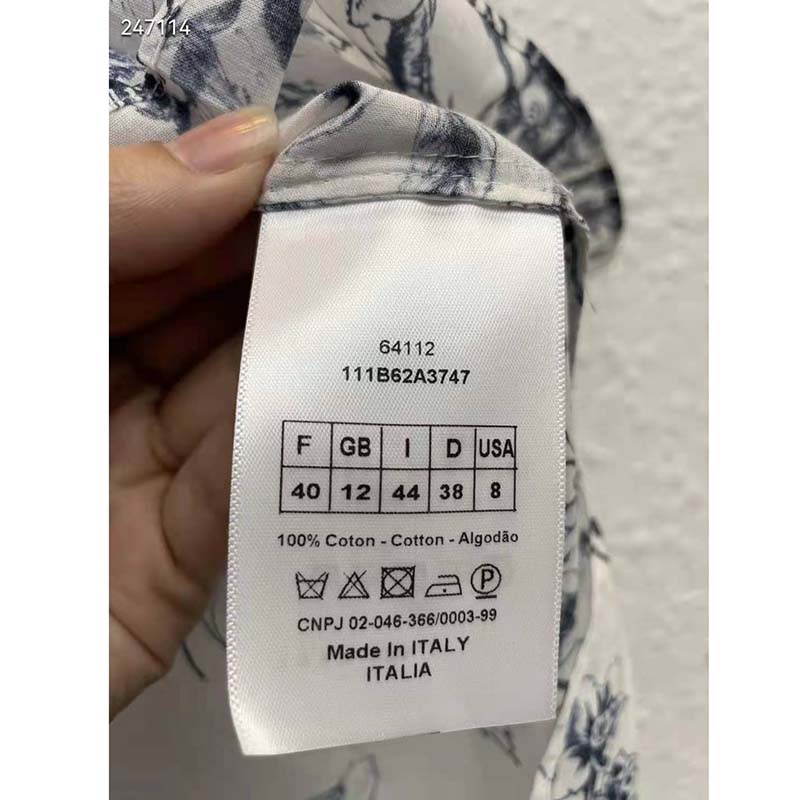 247114
64112
111B62A3747
F GB I D USA
40 12 44 38 8
100% Coton - Cotton - Algodão
P
CNPJ 02-046-366/0003-99
Made In ITALY
ITALIA